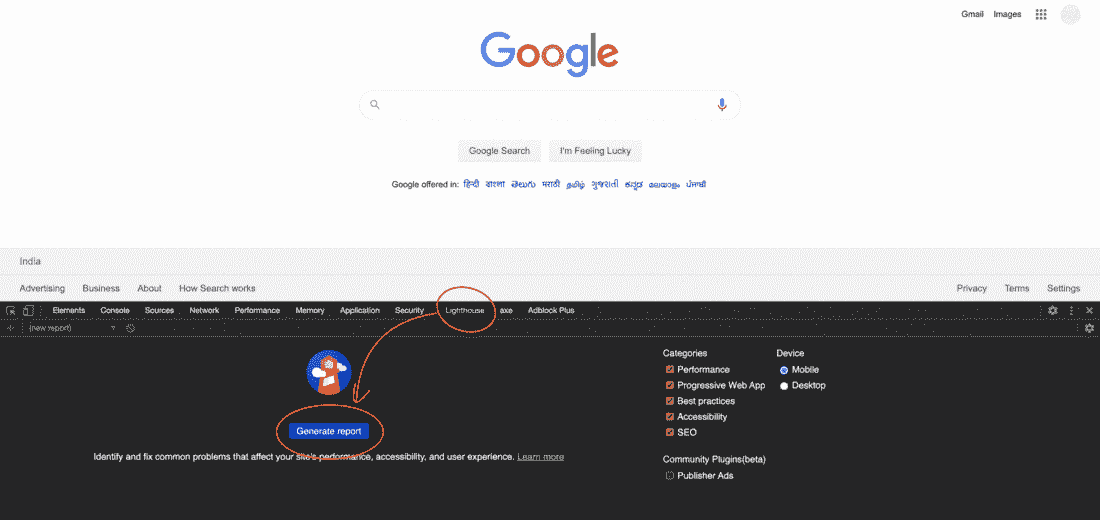 Gmail Images
Google
Google Search I'm Feeling Lucky
Google offered in: हिन्दी বাংলা తెలుగు मराठी தமிழ் ગુજરાતી ಕನ್ನಡ മലയാളം ਪੰਜਾਬੀ
India
Advertising Business About How Search works Privacy Terms Settings
Elements Console Sources Network Performance Memory Application Security Lighthouse axe Adblock Plus
(new report)
Categories Device
Performance Mobile
Progressive Web App Desktop
Best practices
Accessibility
Generate report
SEO
Identify and fix common problems that affect your site's performance, accessibility, and user experience. Learn more
Community Plugins(beta)
Publisher Ads